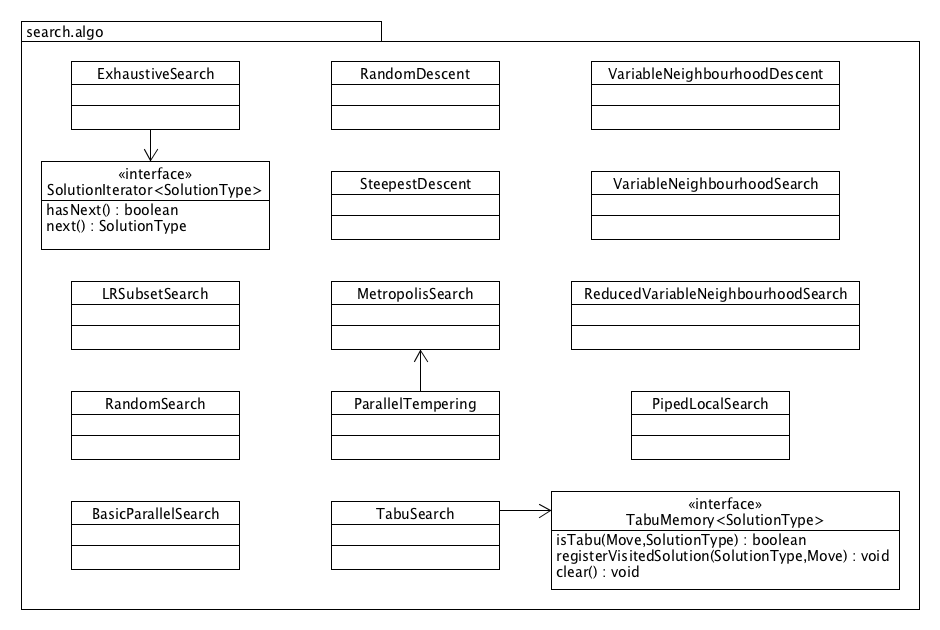 search.algo
ExhaustiveSearch
RandomDescent
VariableNeighbourhoodDescent
«interface»
SolutionIterator<SolutionType>
hasNext() : boolean
next() : SolutionType
SteepestDescent
VariableNeighbourhoodSearch
LRSubsetSearch
MetropolisSearch
ReducedVariableNeighbourhoodSearch
RandomSearch
ParallelTempering
PipedLocalSearch
BasicParallelSearch
TabuSearch
«interface»
TabuMemory<SolutionType>
isTabu(Move,SolutionType) : boolean
registerVisitedSolution(SolutionType,Move) : void
clear() : void